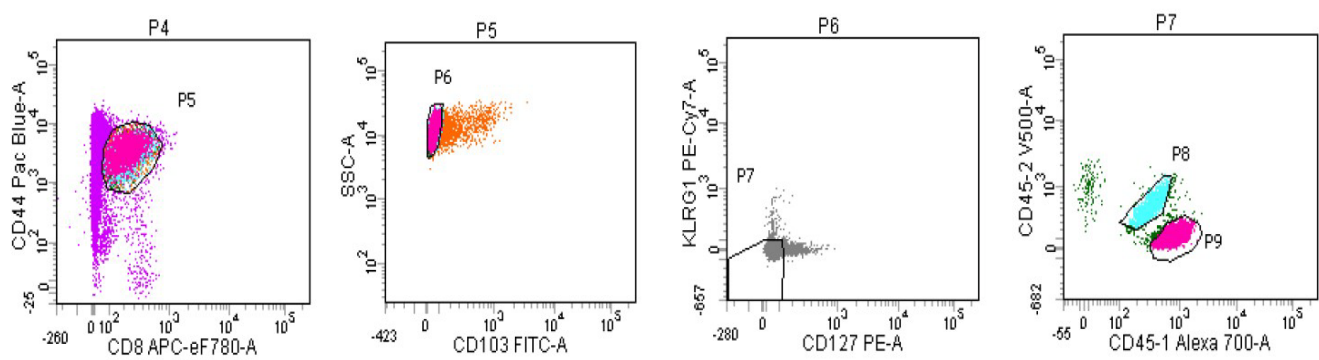 P4
CD44 Pac Blue-A
10^5
10^4
10^3
10^2
0
-25
P5
-260
0 10^2
10^3
10^4
10^5
CD8 APC-eF780-A
P5
SSC-A
10^5
10^4
10^3
10^2
P6
-423
0
10^3
10^4
10^5
CD103 FITC-A
P6
KLRG1 PE-Cy7-A
10^5
10^4
10^3
0
-657
P7
-280
0
10^3
10^4
10^5
CD127 PE-A
P7
CD45-2 V500-A
10^5
10^4
10^3
0
-682
P8
P9
-55
0
10^2
10^3
10^4
10^5
CD45-1 Alexa 700-A